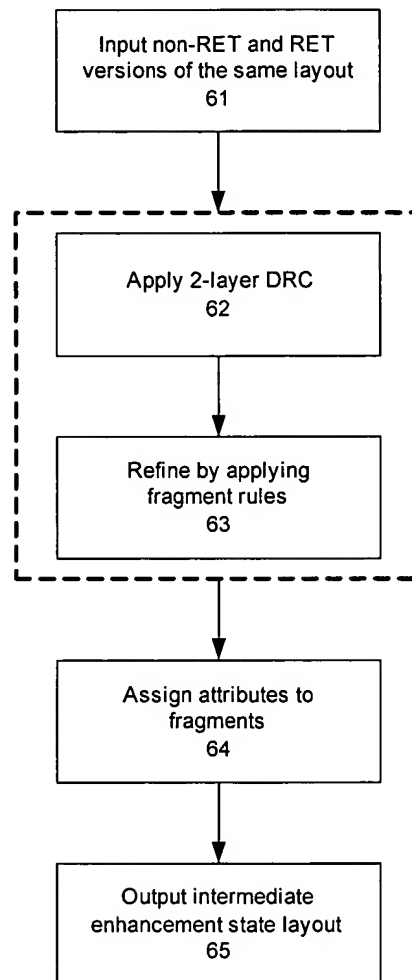 Input non-RET and RET
versions of the same layout
61
Apply 2-layer DRC
62
Refine by applying
fragment rules
63
Assign attributes to
fragments
64
Output intermediate
enhancement state layout
65